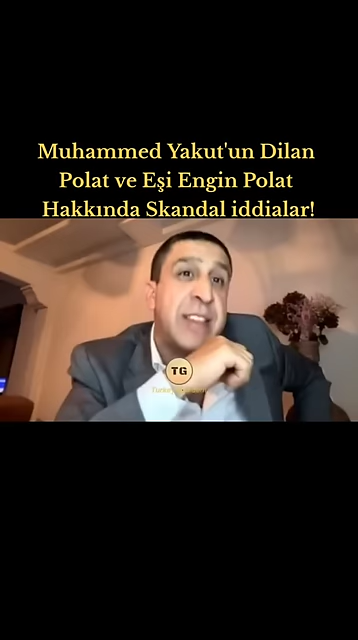 Muhammed Yakut'un Dilan
Polat ve Eşi Engin Polat
Hakkında Skandal iddialar!
TG